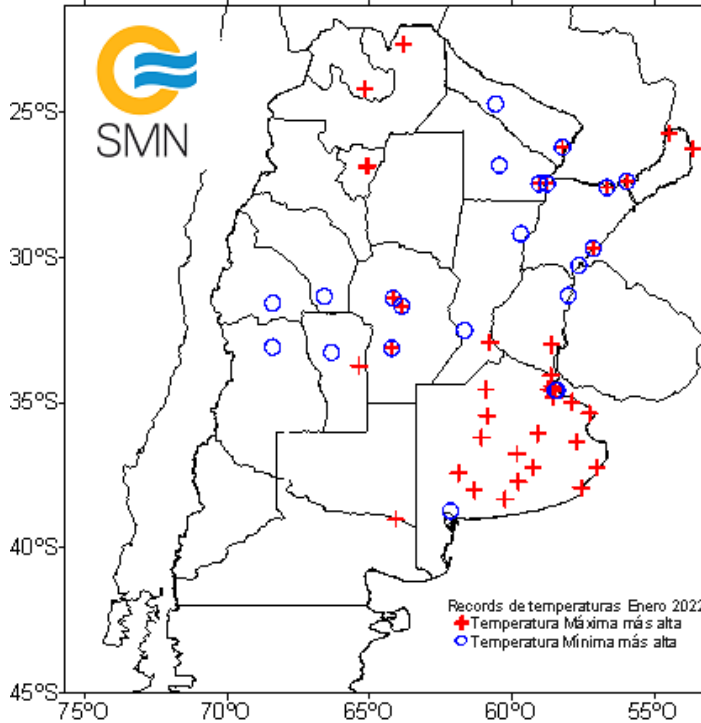 SMN
25°S
30°S
35°S
40°S
45°S
Records de temperaturas Enero 2022
Temperatura Máxima más alta
Temperatura Mínima más alta
75°O
70°O
65°O
60°O
55°O